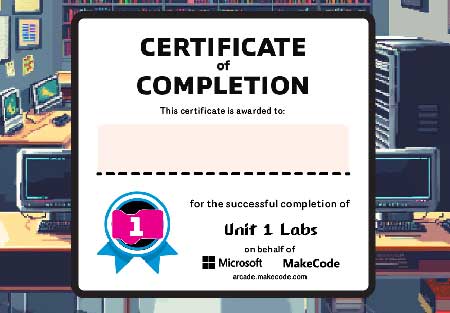 CERTIFICATE
of
COMPLETION
This certificate is awarded to:
for the successful completion of
1
Unit 1 Labs
on behalf of
Microsoft MakeCode
arcade.makecode.com